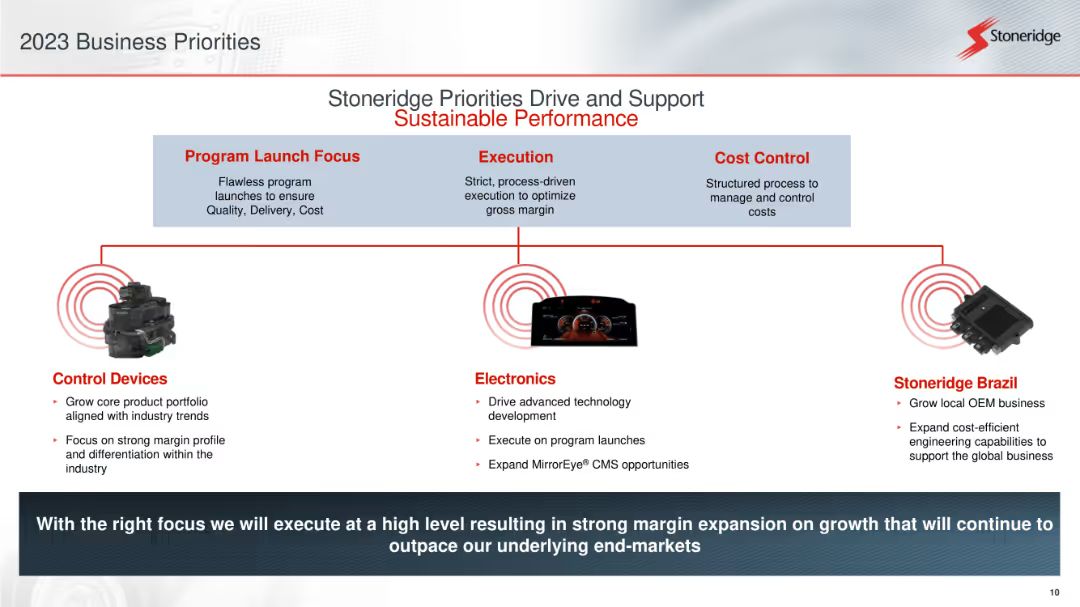 2023 Business Priorities
Stoneridge
Stoneridge Priorities Drive and Support
Sustainable Performance
Program Launch Focus
Flawless program
launches to ensure
Quality, Delivery, Cost
Execution
Strict, process-driven
execution to optimize
gross margin
Cost Control
Structured process to
manage and control
costs
Control Devices
‣ Grow core product portfolio
aligned with industry trends
‣ Focus on strong margin profile
and differentiation within the
industry
Electronics
‣ Drive advanced technology
development
‣ Execute on program launches
‣ Expand MirrorEye® CMS opportunities
Stoneridge Brazil
‣ Grow local OEM business
‣ Expand cost-efficient
engineering capabilities to
support the global business
With the right focus we will execute at a high level resulting in strong margin expansion on growth that will continue to
outpace our underlying end-markets
10